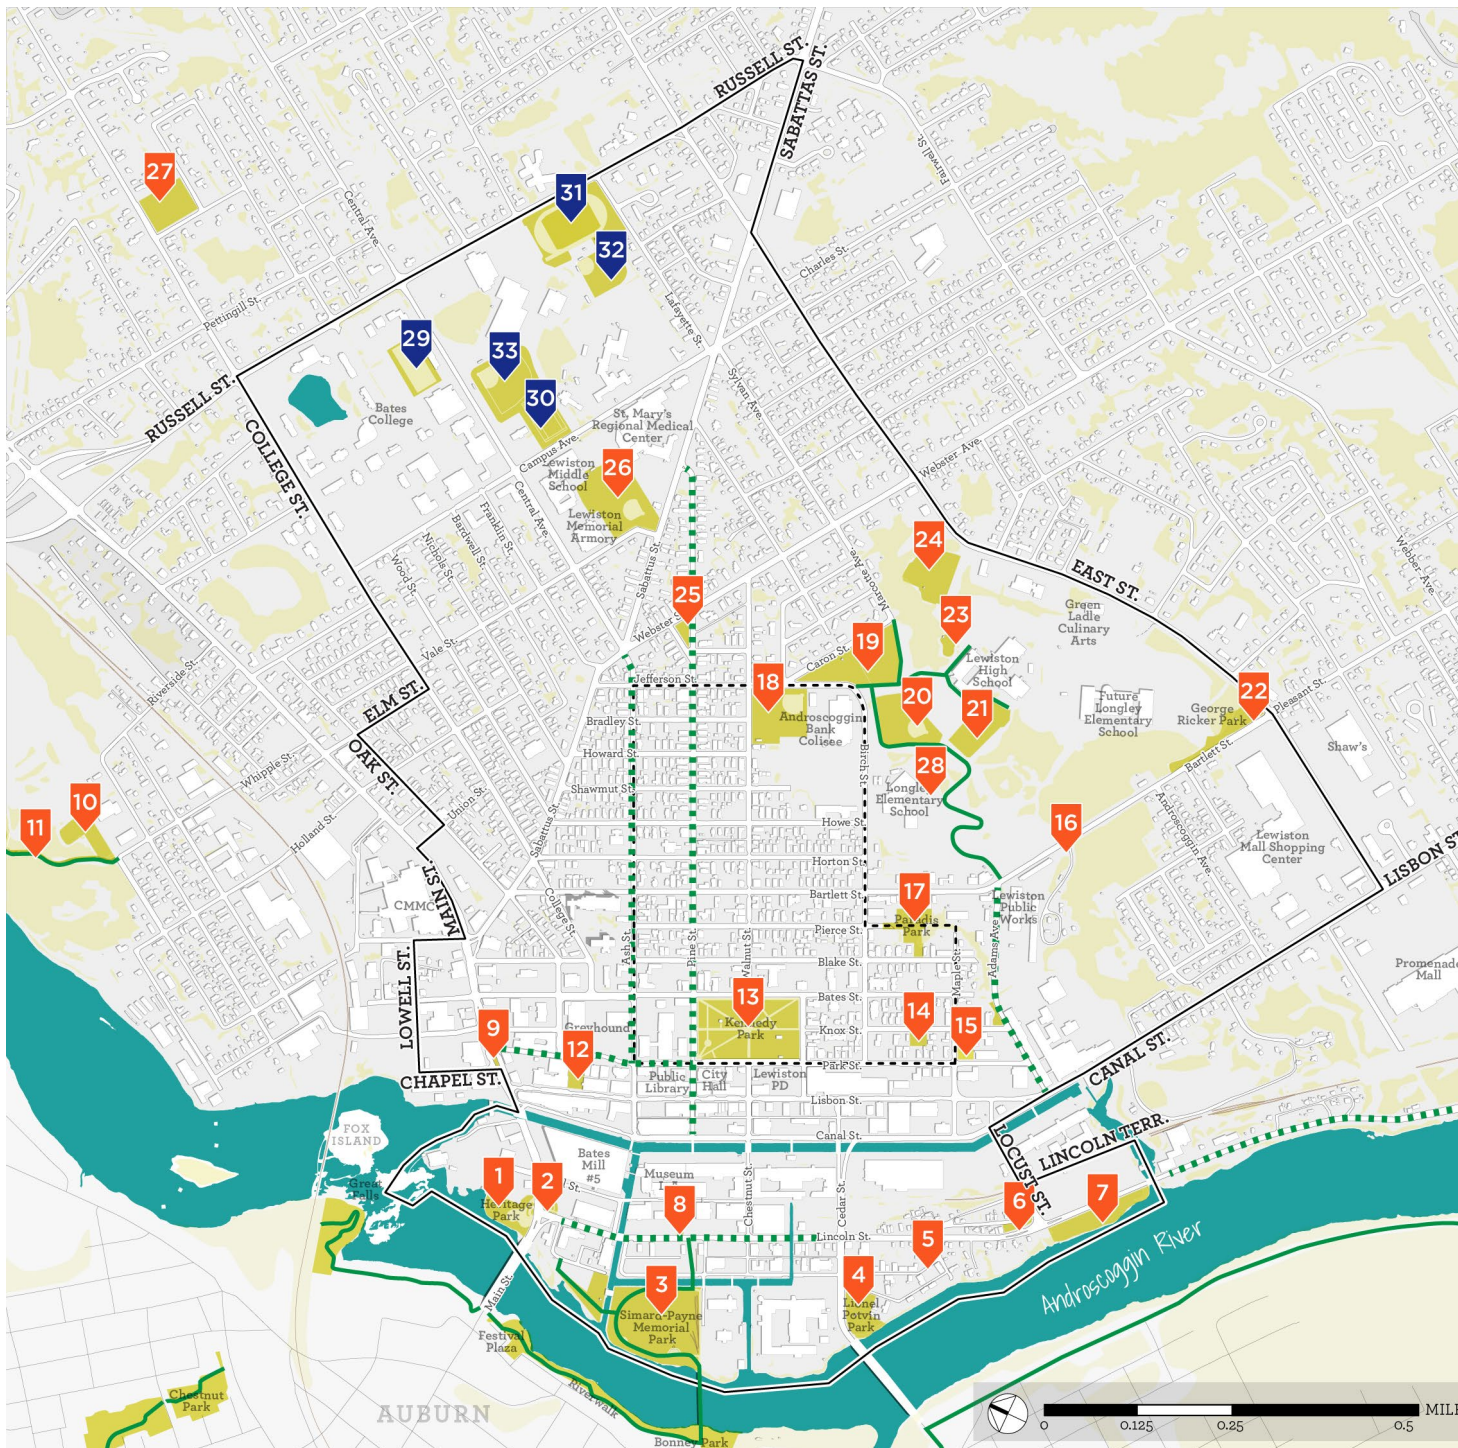 RUSSELL ST.
SABATTAS ST.
27
31
32
Central Ave.
Farwell St.
Charles St.
Pettingill St.
Lafayette St.
29
33
30
RUSSELL ST.
COLLEGE ST.
Bates
College
Sylvan Ave.
St. Mary's
Regional Medical
Center
Campus Ave.
Webster Ave.
26
Lewiston
Middle
School
Lewiston
Memorial
Armory
Central Ave.
Franklin St.
Bardwell St.
Nichols St.
Wood St.
Sabattus St.
Marcotte Ave.
24
EAST ST.
Webber Ave.
25
Webster S
23
Green
Ladle
Culinary
Arts
19
Caron St.
Lewiston
High
School
Vale St.
Riverside St.
ELM ST.
Jefferson St.
18
20
21
22
George
Ricker Park
Pleasant St.
Future
Longley
Elementary
School
Androscoggin
Bank
Colisee
Bradley St.
Howard St.
OAK ST.
Whipple St.
Birch St.
Bartlett St.
Shaw's
28
Longley
Elementary
School
Shawmut St.
Union St.
10
11
Holland St.
Sabattus St.
Howe St.
16
Androscoggin Ave.
Lewiston
Mall Shopping
Center
Horton St.
MAIN ST.
CMMC
College St.
Bartlett St.
17
Paradis
Park
Lewiston
Public
Works
LISBON ST
Pierce St.
Ash St.
Pine St.
Walnut St.
Maple St.
Adams Ave.
LOWELL ST.
Blake St.
Promenade
Mall
13
Kennedy
Park
Bates St.
14
15
Knox St.
9
Greyhound
12
Park St.
CHAPEL ST.
Public
Library
City
Hall
Lewiston
PD
CANAL ST.
Lisbon St.
FOX
ISLAND
Canal St.
LOCUST ST.
LINCOLN TERR.
Bates
Mill
#5
Museum
Great
Falls
1
Heritage
Park
2
8
Chestnut St.
Cedar St.
6
7
Lincoln St.
5
Androscoggin River
3
Simard-Payne
Memorial
Park
4
Lionel
Potvin
Park
Main St.
Festival
Plaza
Riverwalk
Chestnut
Park
AUBURN
Bonney Park
0
0.125
0.25
0.5
MILE